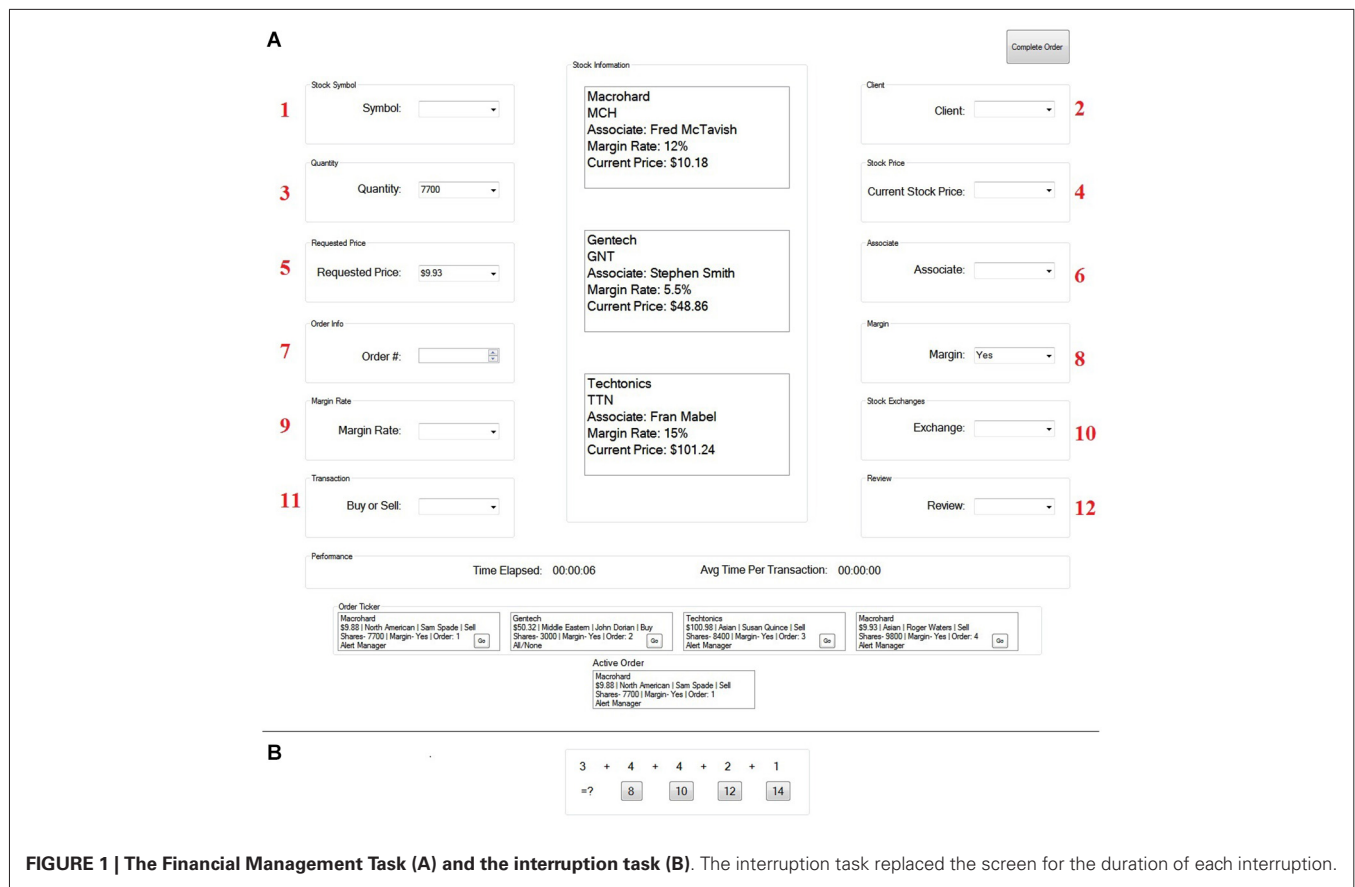 A
Complete Order
Stock Symbol
1
Symbol:
Stock Information
Macrohard
MCH
Associate: Fred McTavish
Margin Rate: 12%
Current Price: $10.18
Client
Client:
2
Quantity
3
Quantity: 7700
Stock Price
Current Stock Price:
4
Requested Price
5
Requested Price: $9.93
Gentech
GNT
Associate: Stephen Smith
Margin Rate: 5.5%
Current Price: $48.86
Associate
Associate:
6
Order Info
7
Order #:
Margin
Margin: Yes
8
Margin Rate
9
Margin Rate:
Techtonics
TTN
Associate: Fran Mabel
Margin Rate: 15%
Current Price: $101.24
Stock Exchanges
Exchange:
10
Transaction
11
Buy or Sell:
Review
Review:
12
Performance
Time Elapsed: 00:00:06 Avg Time Per Transaction: 00:00:00
Order Ticker
Macrohard
$9.88 | North American | Sam Spade | Sell
Shares- 7700 | Margin- Yes | Order: 1
Alert Manager
Go
Gentech
$50.32 | Middle Eastern | John Dorian | Buy
Shares- 3000 | Margin- Yes | Order: 2
All/None
Go
Techtonics
$100.98 | Asian | Susan Quince | Sell
Shares- 8400 | Margin- Yes | Order: 3
Alert Manager
Go
Macrohard
$9.93 | Asian | Roger Waters | Sell
Shares- 9800 | Margin- Yes | Order: 4
Alert Manager
Go
Active Order
Macrohard
$9.88 | North American | Sam Spade | Sell
Shares- 7700 | Margin- Yes | Order: 1
Alert Manager
B
3 + 4 + 4 + 2 + 1
=? 8 10 12 14
FIGURE 1 | The Financial Management Task (A) and the interruption task (B). The interruption task replaced the screen for the duration of each interruption.